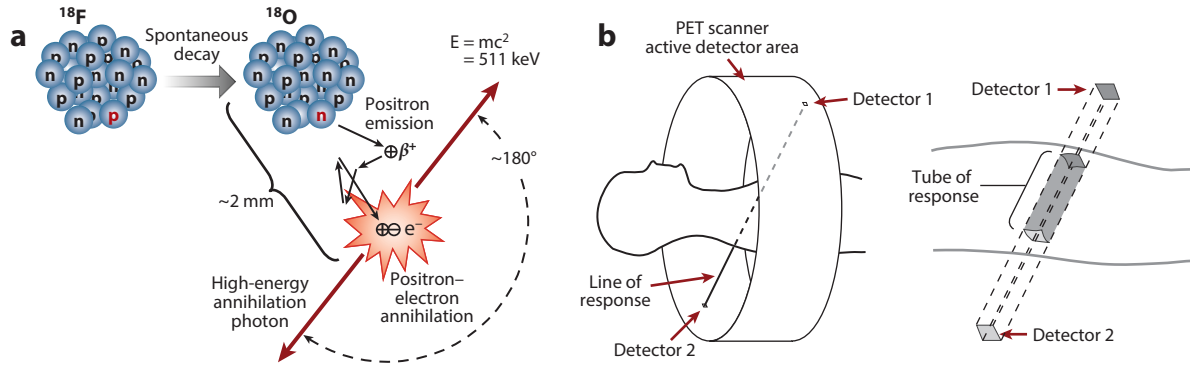 a
¹⁸F
n
n
p
p
n
p
p
n
p
n
p
n
n
p
n
p
n
p
n
p
Spontaneous
decay
¹⁸O
n
n
p
p
n
p
p
n
p
n
p
n
n
p
n
p
n
p
n
n
E = mc²
= 511 keV
Positron
emission
⊕β⁺
~180°
~2 mm
⊕⊖ e⁻
High-energy
annihilation
photon
Positron–
electron
annihilation
b
PET scanner
active detector area
Detector 1
Line of
response
Detector 2
Detector 1
Tube of
response
Detector 2